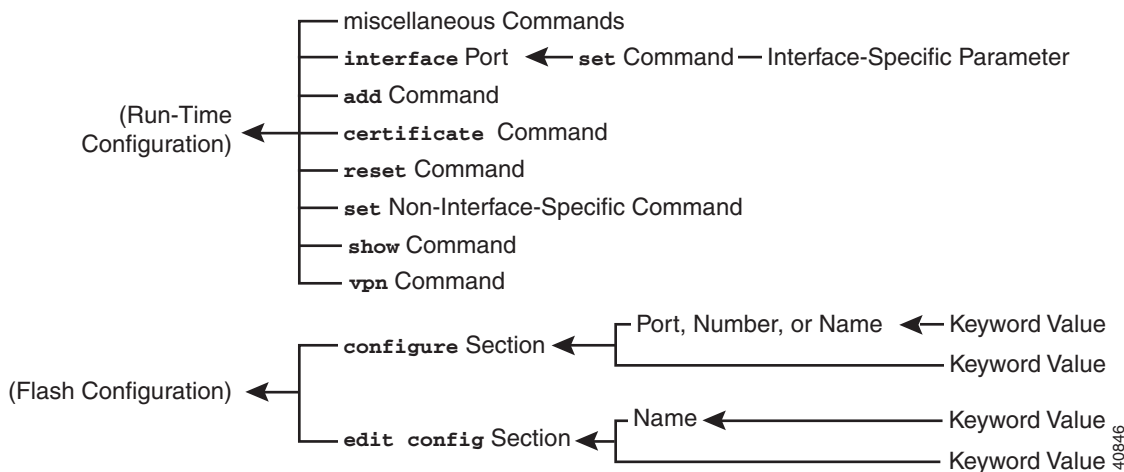 miscellaneous Commands
interface Port set Command Interface-Specific Parameter
add Command
(Run-Time
Configuration)
certificate Command
reset Command
set Non-Interface-Specific Command
show Command
vpn Command
Port, Number, or Name Keyword Value
configure Section
Keyword Value
(Flash Configuration)
Name Keyword Value
edit config Section
Keyword Value
40846